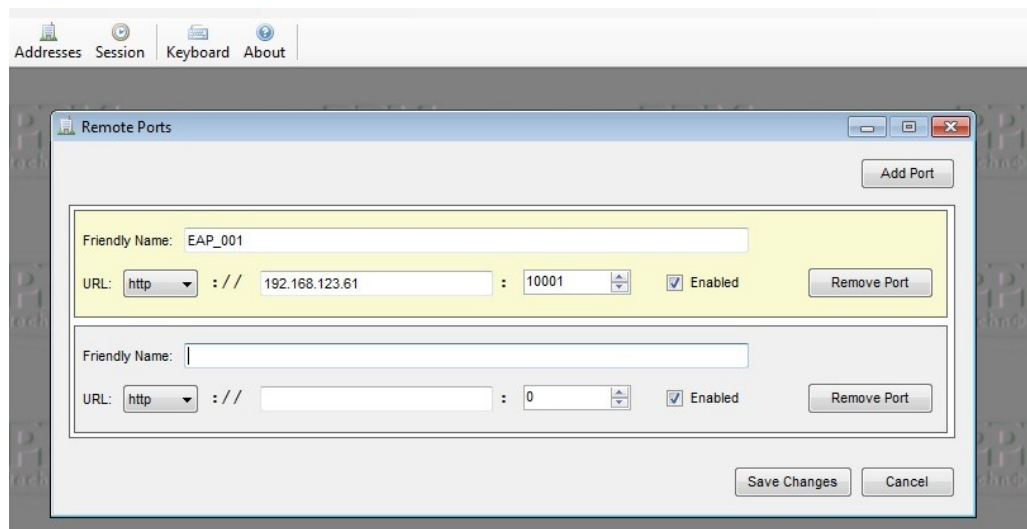 Addresses Session Keyboard About
Remote Ports
Add Port
Friendly Name: EAP_001
URL: http :// 192.168.123.61 : 10001 Enabled Remove Port
Friendly Name:
URL: http :// : 0 Enabled Remove Port
Save Changes Cancel